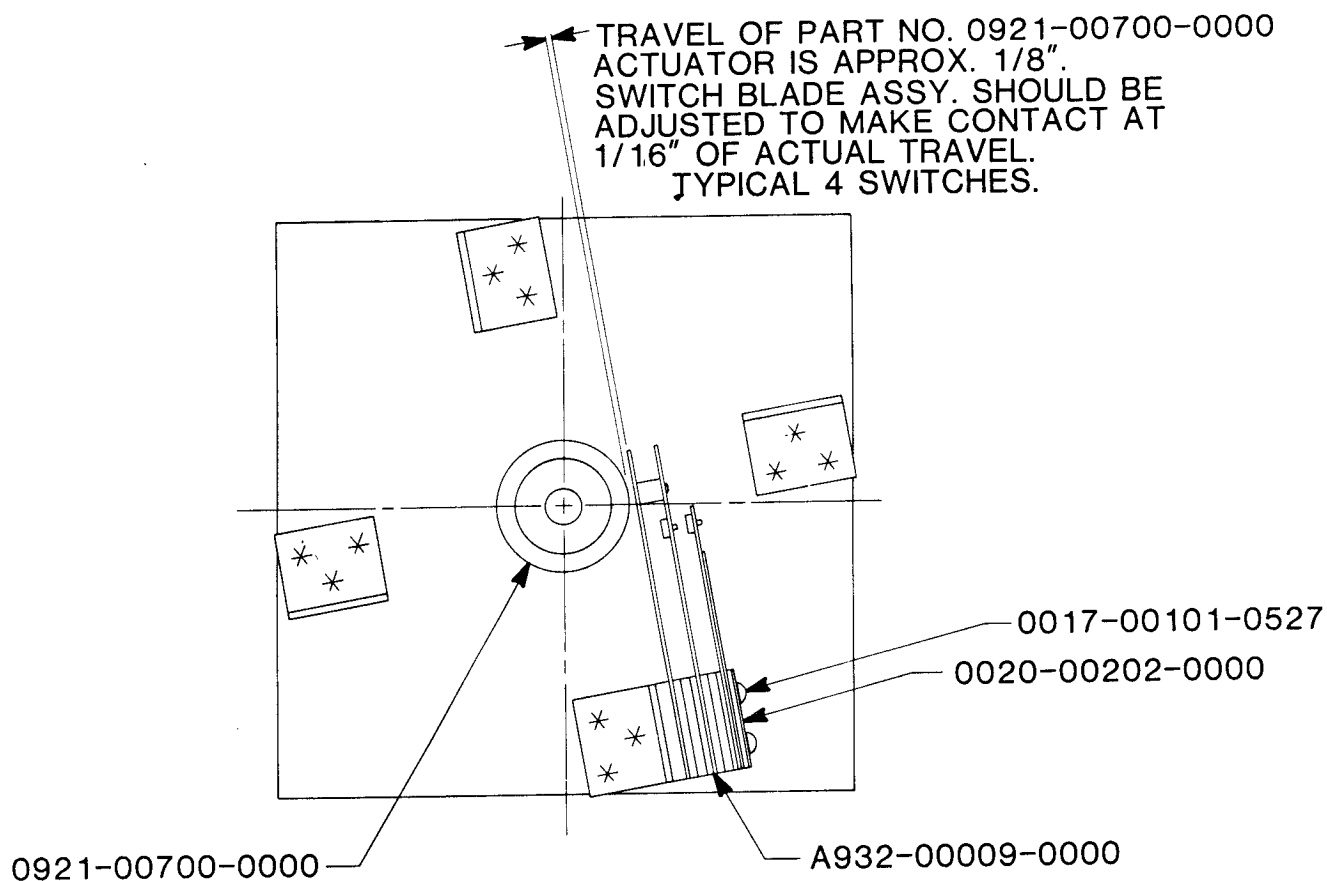 TRAVEL OF PART NO. 0921-00700-0000
ACTUATOR IS APPROX. 1/8".
SWITCH BLADE ASSY. SHOULD BE
ADJUSTED TO MAKE CONTACT AT
1/16" OF ACTUAL TRAVEL.
TYPICAL 4 SWITCHES.
0017-00101-0527
0020-00202-0000
A932-00009-0000
0921-00700-0000